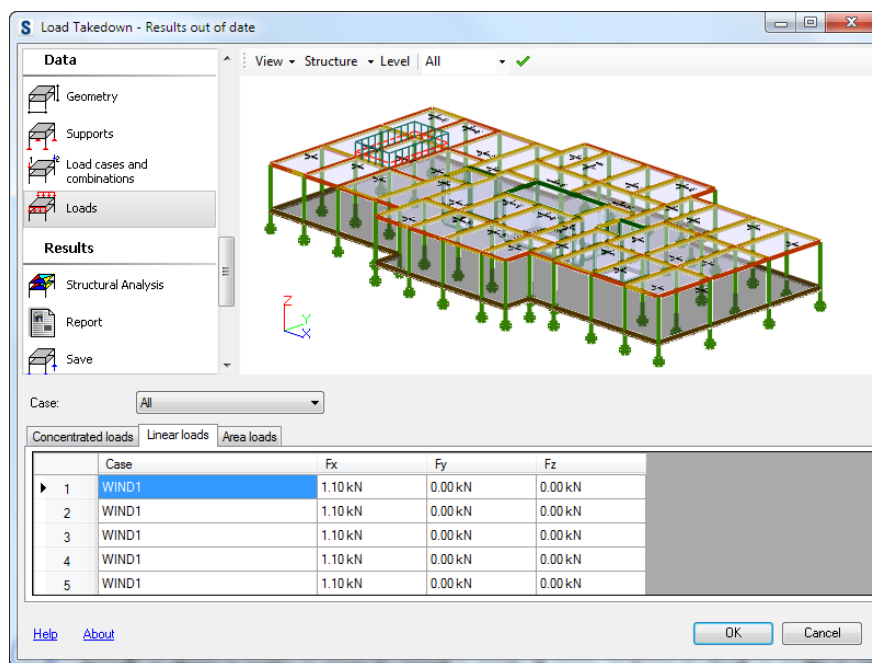 S Load Takedown - Results out of date
Data
Geometry
Supports
Load cases and
combinations
Loads
Results
Structural Analysis
Report
Save
View Structure Level All
Z
Y
X
Case: All
Concentrated loads Linear loads Area loads
Case Fx Fy Fz
1 WIND1 1.10 kN 0.00 kN 0.00 kN
2 WIND1 1.10 kN 0.00 kN 0.00 kN
3 WIND1 1.10 kN 0.00 kN 0.00 kN
4 WIND1 1.10 kN 0.00 kN 0.00 kN
5 WIND1 1.10 kN 0.00 kN 0.00 kN
Help About OK Cancel